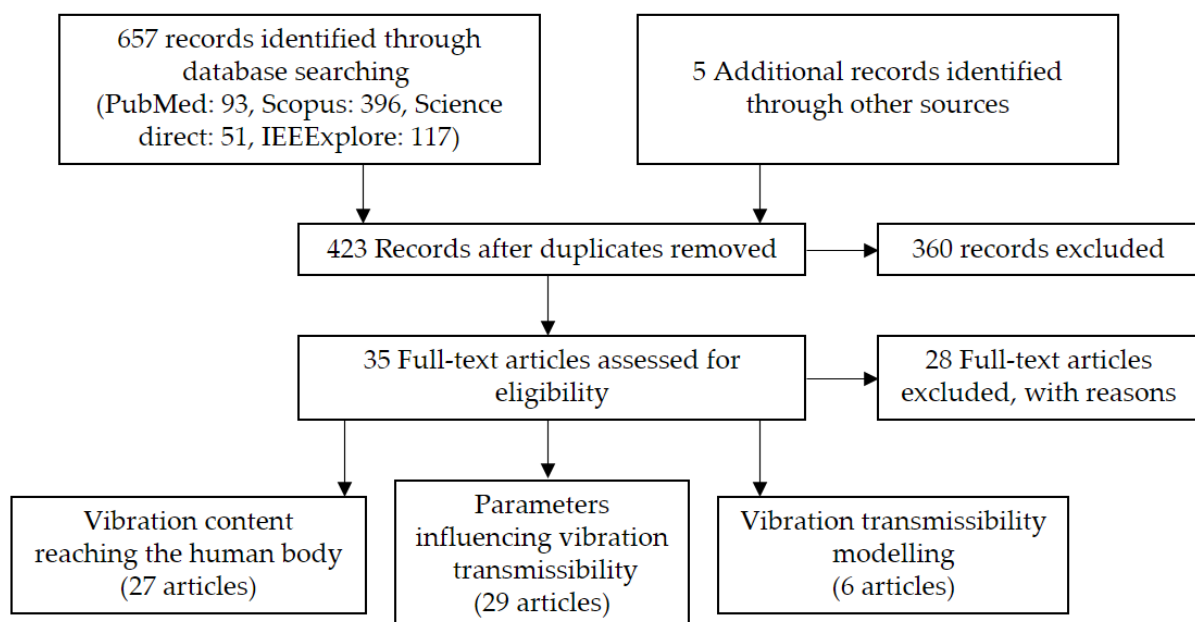 657 records identified through
database searching
(PubMed: 93, Scopus: 396, Science
direct: 51, IEEExplore: 117)
5 Additional records identified
through other sources
423 Records after duplicates removed
360 records excluded
35 Full-text articles assessed for
eligibility
28 Full-text articles
excluded, with reasons
Vibration content
reaching the human body
(27 articles)
Parameters
influencing vibration
transmissibility
(29 articles)
Vibration transmissibility
modelling
(6 articles)